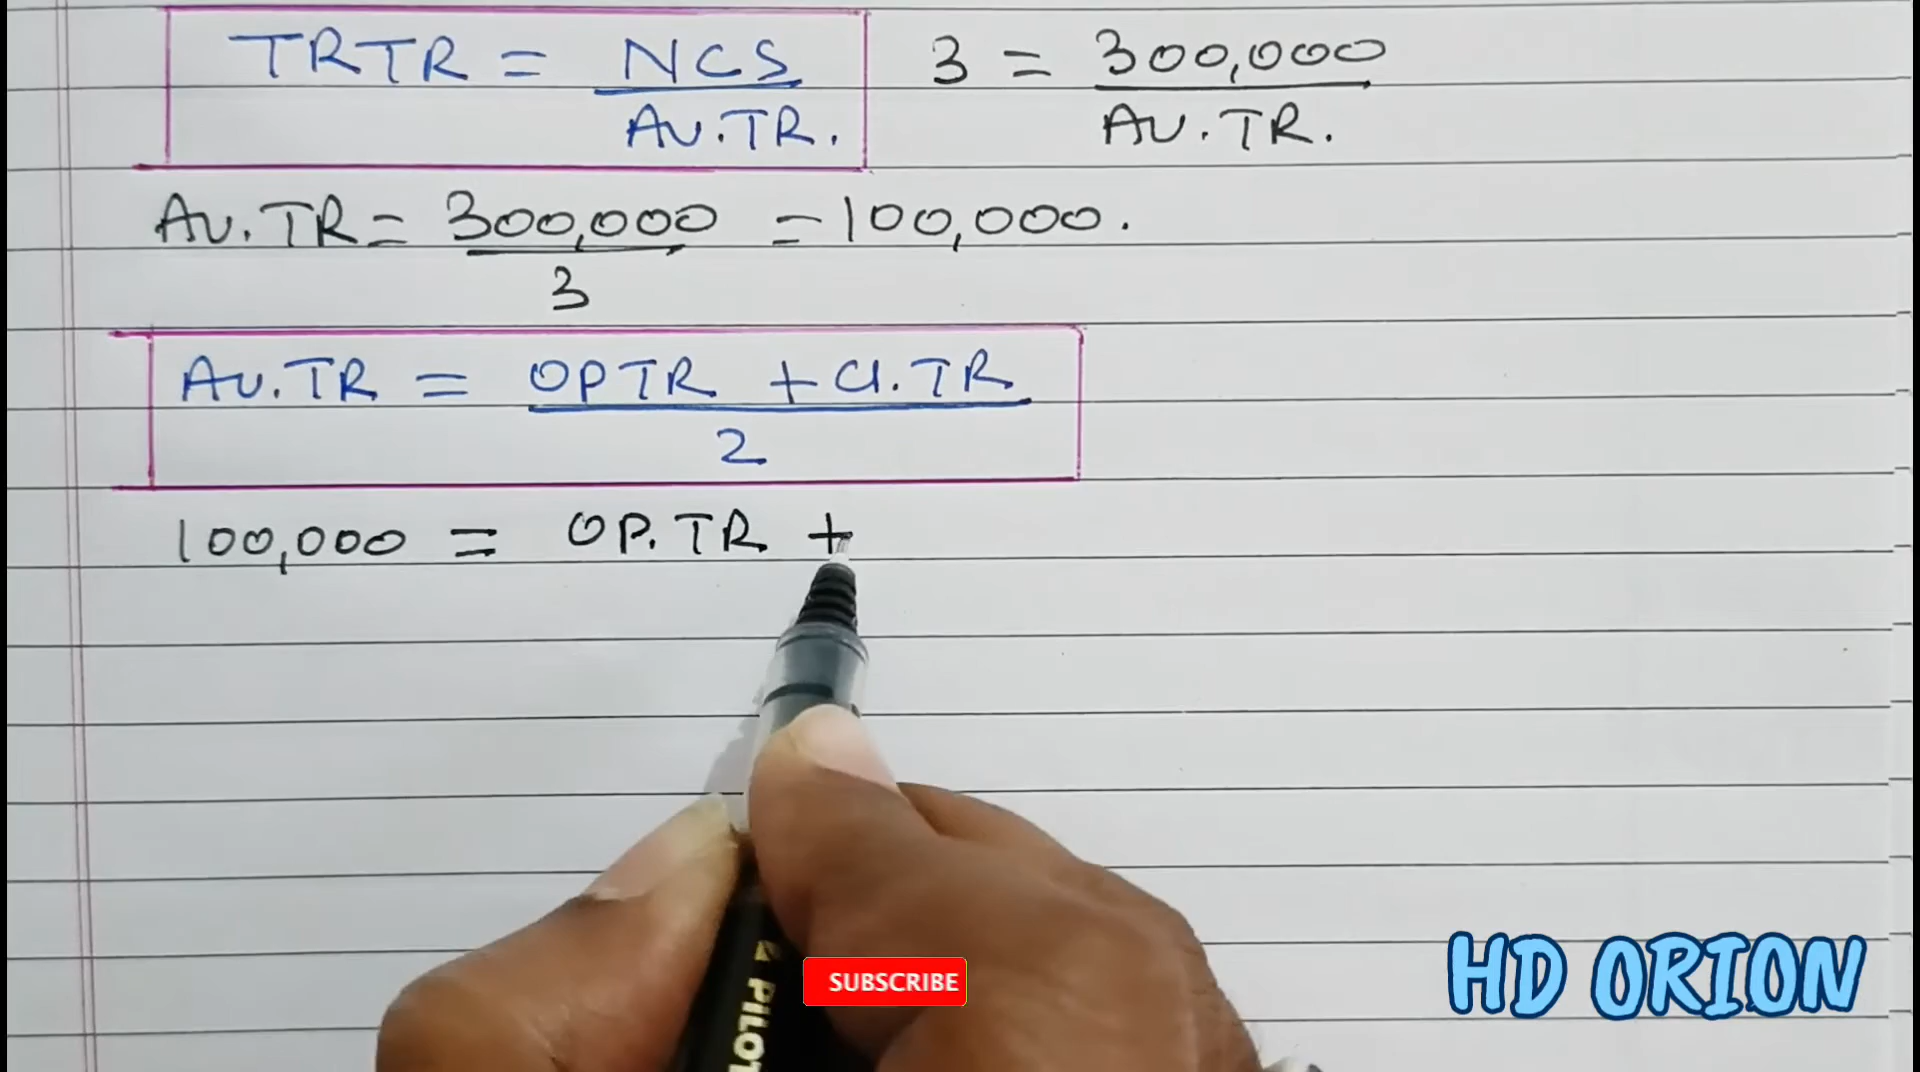 TRTR = NCS / AV.TR. 3 = 300,000 / AV.TR.
AV.TR = 300,000 / 3 = 100,000.
AV.TR = OPTR + Cl.TR / 2
100,000 = OP.TR +
PILOT
SUBSCRIBE
HD ORION